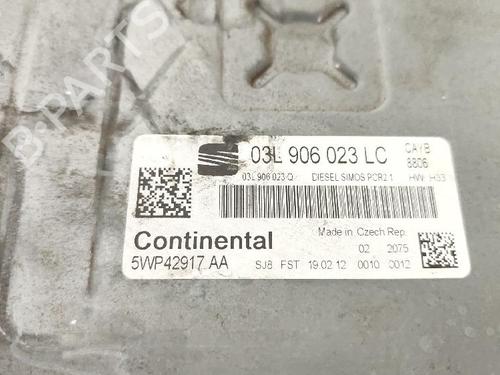 B-PARTS
03L 906 023 LC
CAYB
8806
03L 906 023 Q DIESEL SIMOS PCR2.1 HW: H33
Continental
Made in Czech Rep.
02 2075
5WP42917 AA SJ8 FST 19.02.12 0010 0012